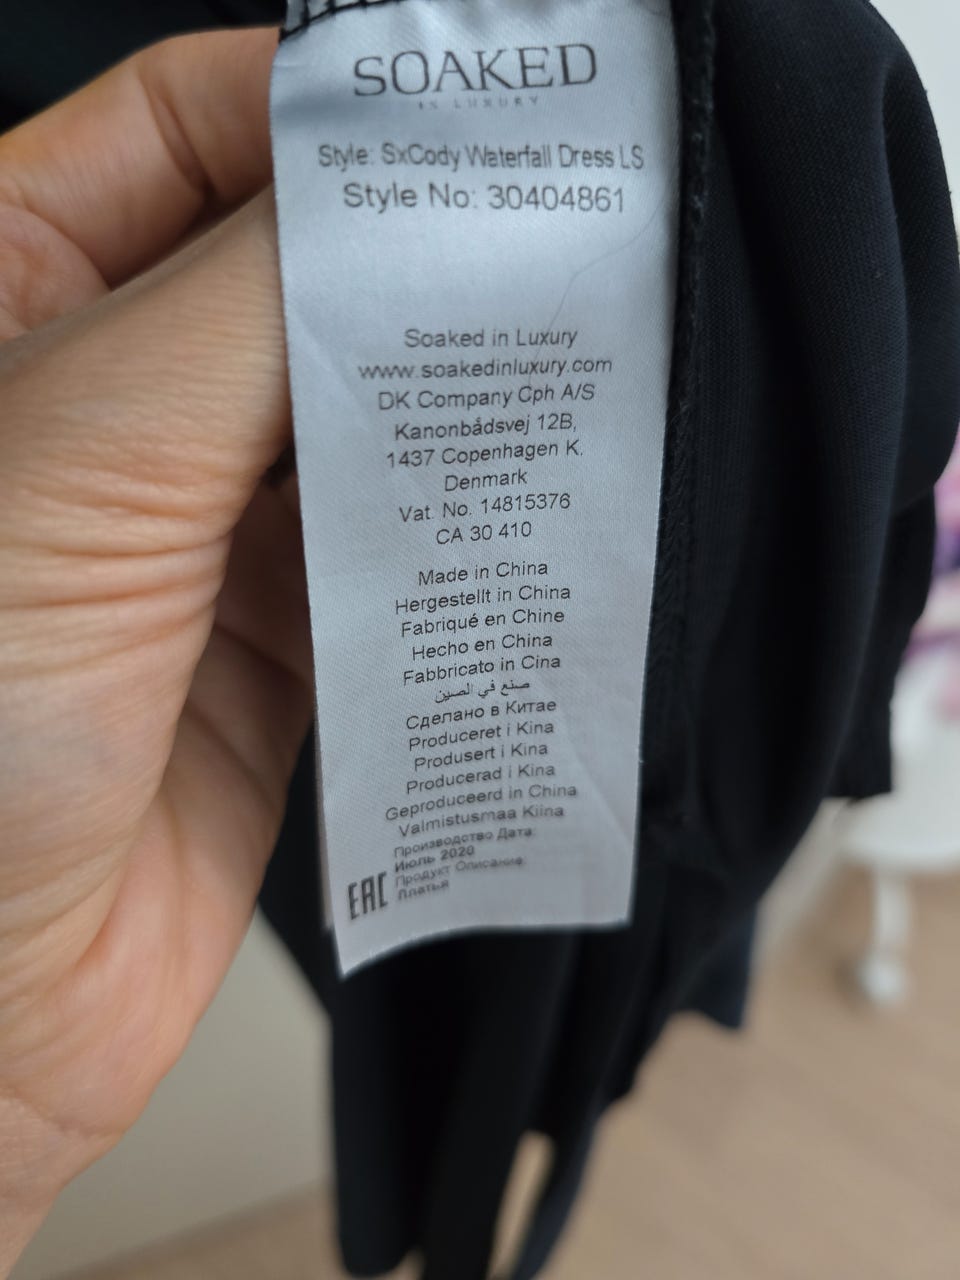 SOAKED
IN LUXURY
Style: SxCody Waterfall Dress LS
Style No: 30404861
Soaked in Luxury
www.soakedinluxury.com
DK Company Cph A/S
Kanonbådsvej 12B,
1437 Copenhagen K.
Denmark
Vat. No. 14815376
CA 30 410
Made in China
Hergestellt in China
Fabriqué en Chine
Hecho en China
Fabbricato in Cina
صنع في الصين
Сделано в Китае
Produceret i Kina
Produsert i Kina
Producerad i Kina
Geproduceerd in China
Valmistusmaa Kiina
Производство Дата:
Июль 2020
Продукт Описание:
Платья
EAC